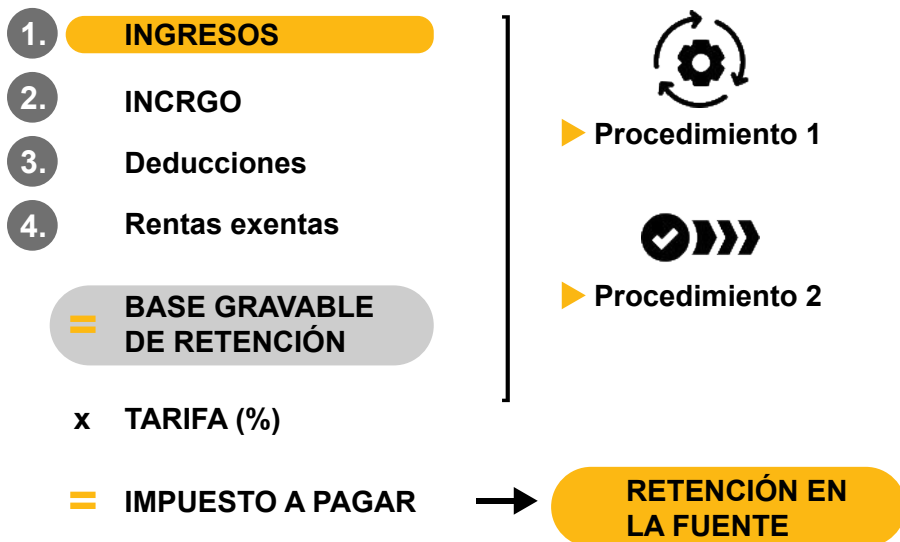 1. INGRESOS
2. INCRGO
3. Deducciones
4. Rentas exentas
= BASE GRAVABLE
DE RETENCIÓN
x TARIFA (%)
= IMPUESTO A PAGAR
Procedimiento 1
Procedimiento 2
RETENCIÓN EN
LA FUENTE